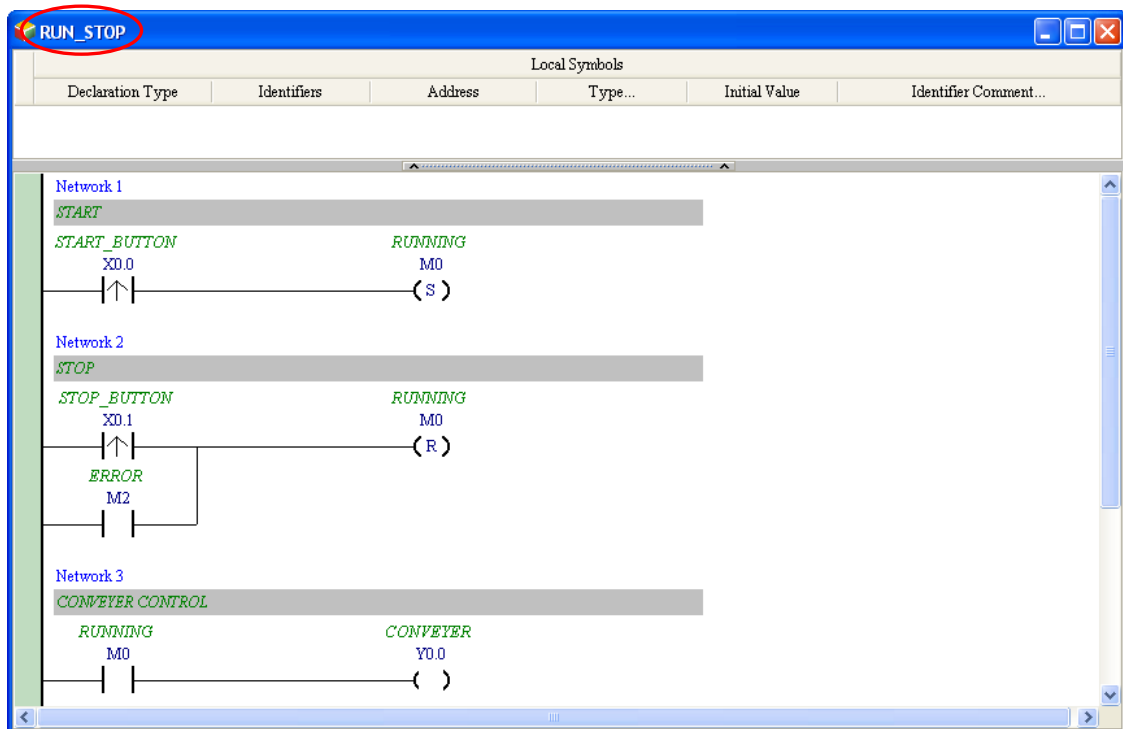 RUN_STOP
Local Symbols
Declaration Type Identifiers Address Type... Initial Value Identifier Comment...
Network 1
START
START_BUTTON RUNNING
X0.0 M0
S
Network 2
STOP
STOP_BUTTON RUNNING
X0.1 M0
R
ERROR
M2
Network 3
CONVEYER CONTROL
RUNNING CONVEYER
M0 Y0.0